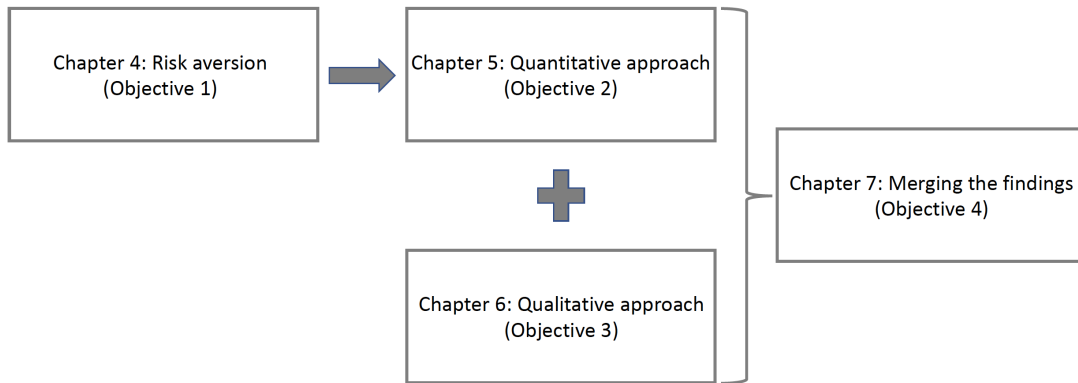 Chapter 4: Risk aversion
(Objective 1)
Chapter 5: Quantitative approach
(Objective 2)
Chapter 6: Qualitative approach
(Objective 3)
Chapter 7: Merging the findings
(Objective 4)